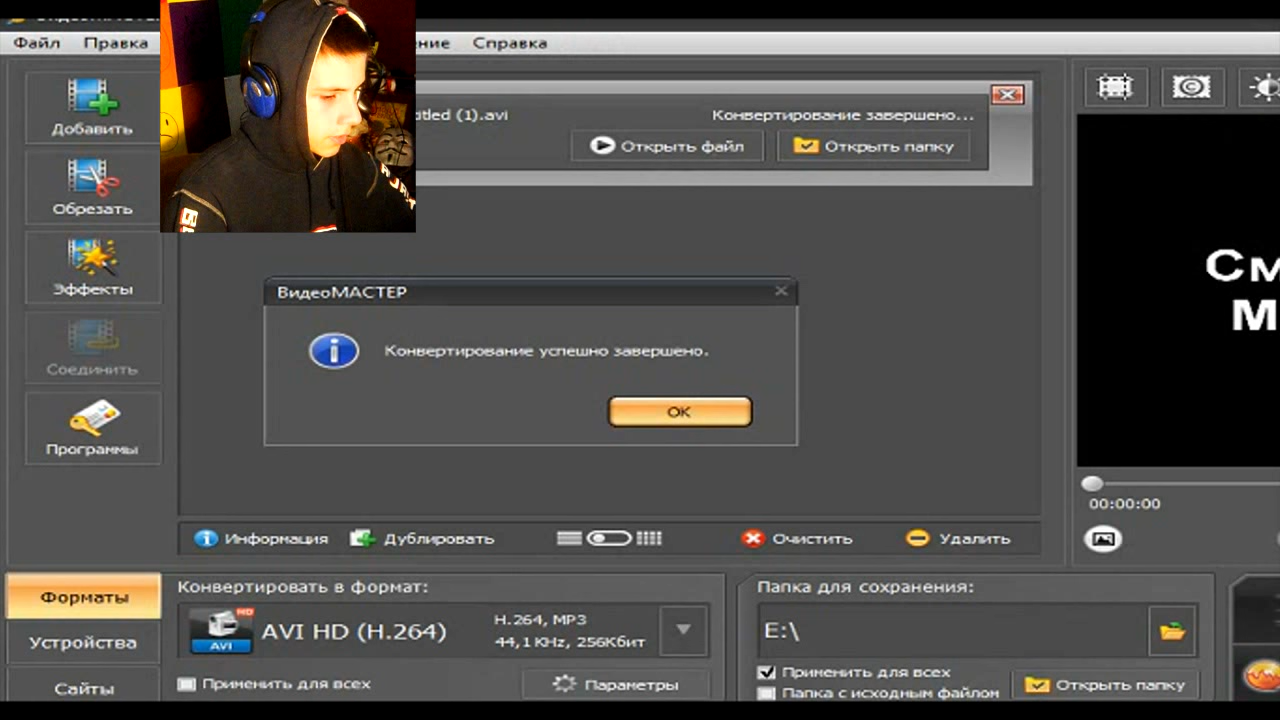 Файл Правка Справка
Добавить
Обрезать
Эффекты
Соединить
Программы
(1).avi
Конвертирование завершено...
Открыть файл
Открыть папку
ВидеоМАСТЕР
Конвертирование успешно завершено.
OK
00:00:00
Информация
Дублировать
Очистить
Удалить
Форматы
Устройства
Сайты
Конвертировать в формат:
HD
AVI
AVI HD (H.264)
H.264, MP3
44,1 KHz, 256Кбит
Применить для всех
Параметры
Папка для сохранения:
E:\
Применить для всех
Папка с исходным файлом
Открыть папку